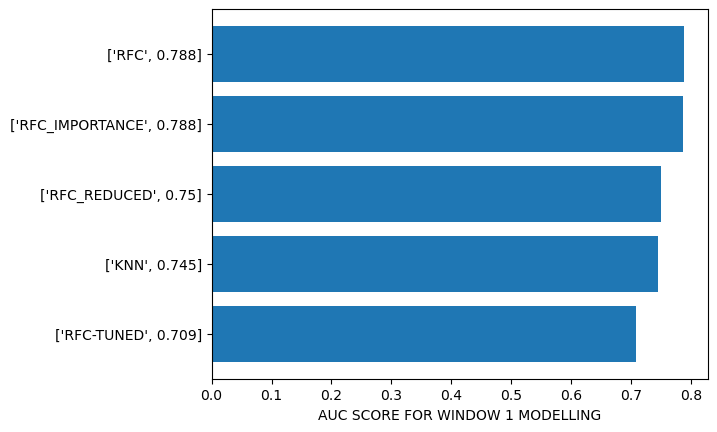 ['RFC', 0.788]
['RFC_IMPORTANCE', 0.788]
['RFC_REDUCED', 0.75]
['KNN', 0.745]
['RFC-TUNED', 0.709]
0.0 0.1 0.2 0.3 0.4 0.5 0.6 0.7 0.8
AUC SCORE FOR WINDOW 1 MODELLING